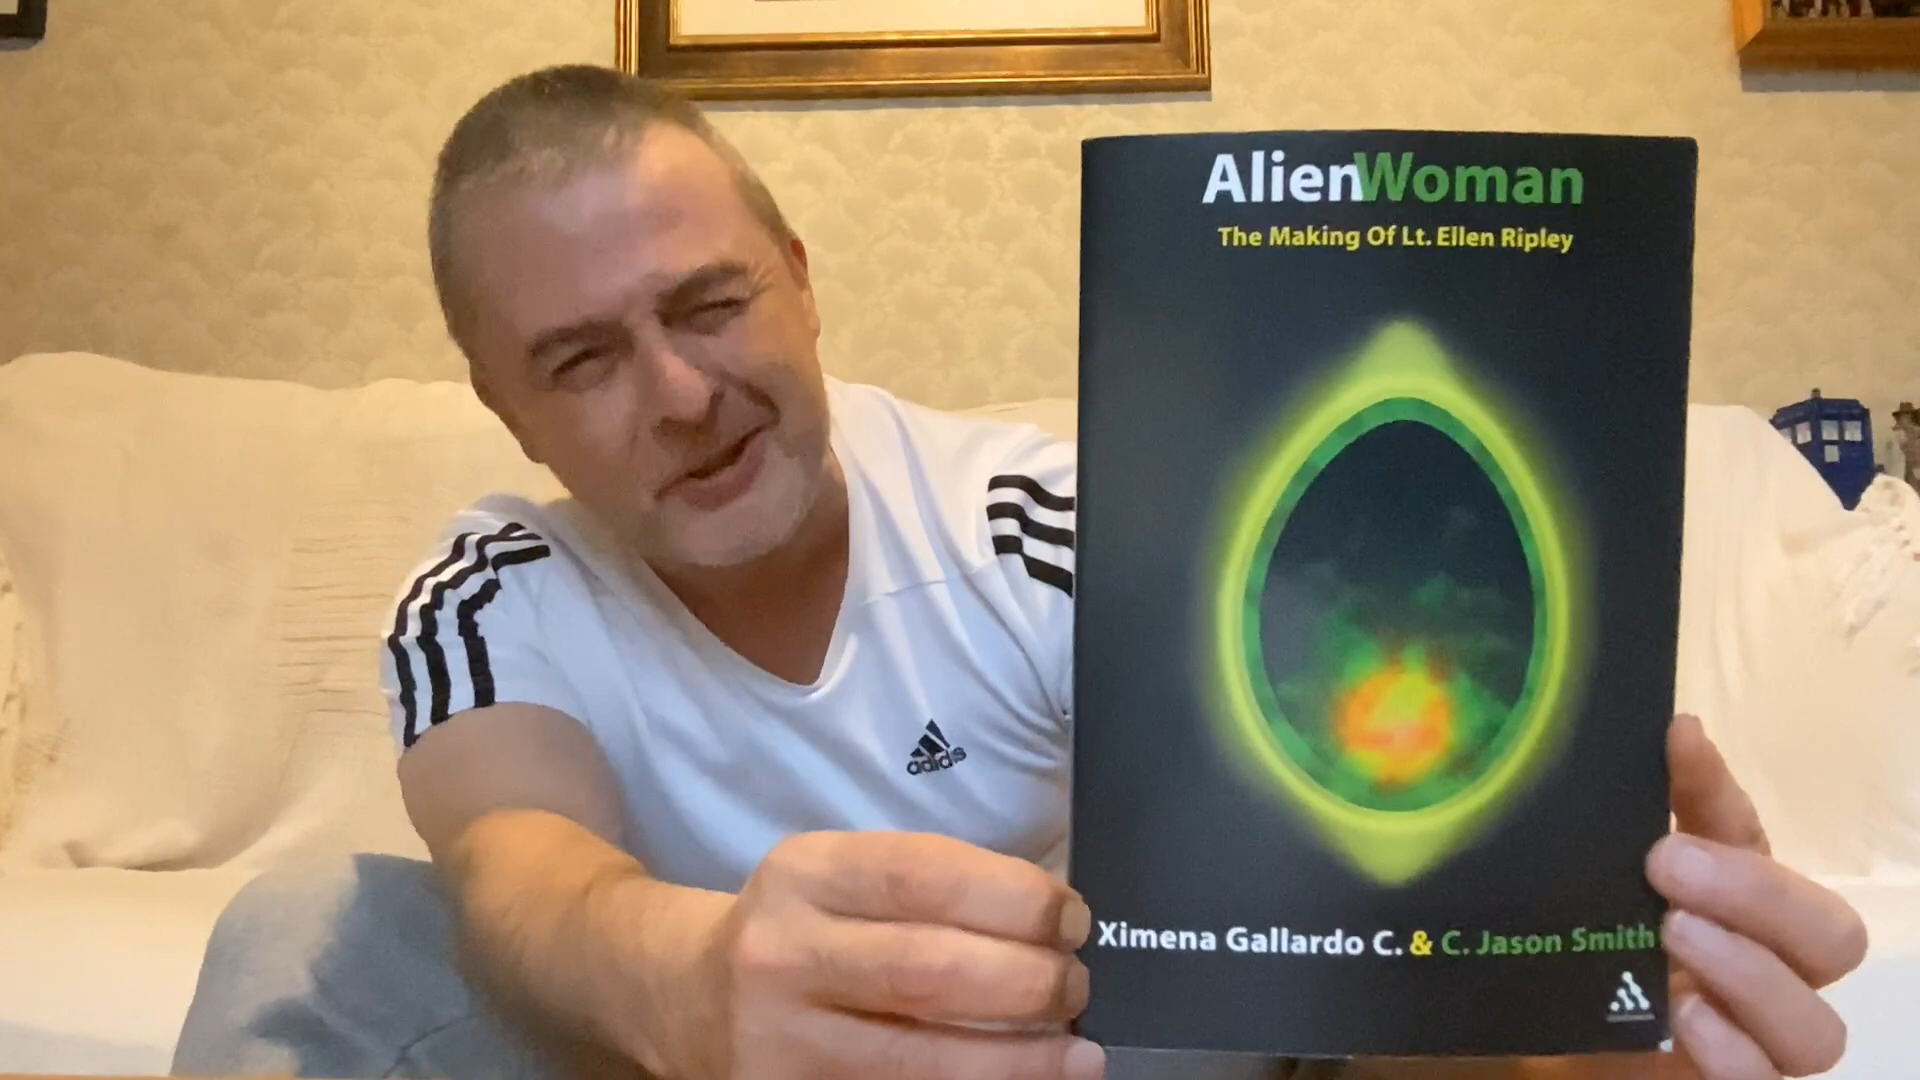 AlienWoman
The Making Of Lt. Ellen Ripley
adidas
Ximena Gallardo C. & C. Jason Smith